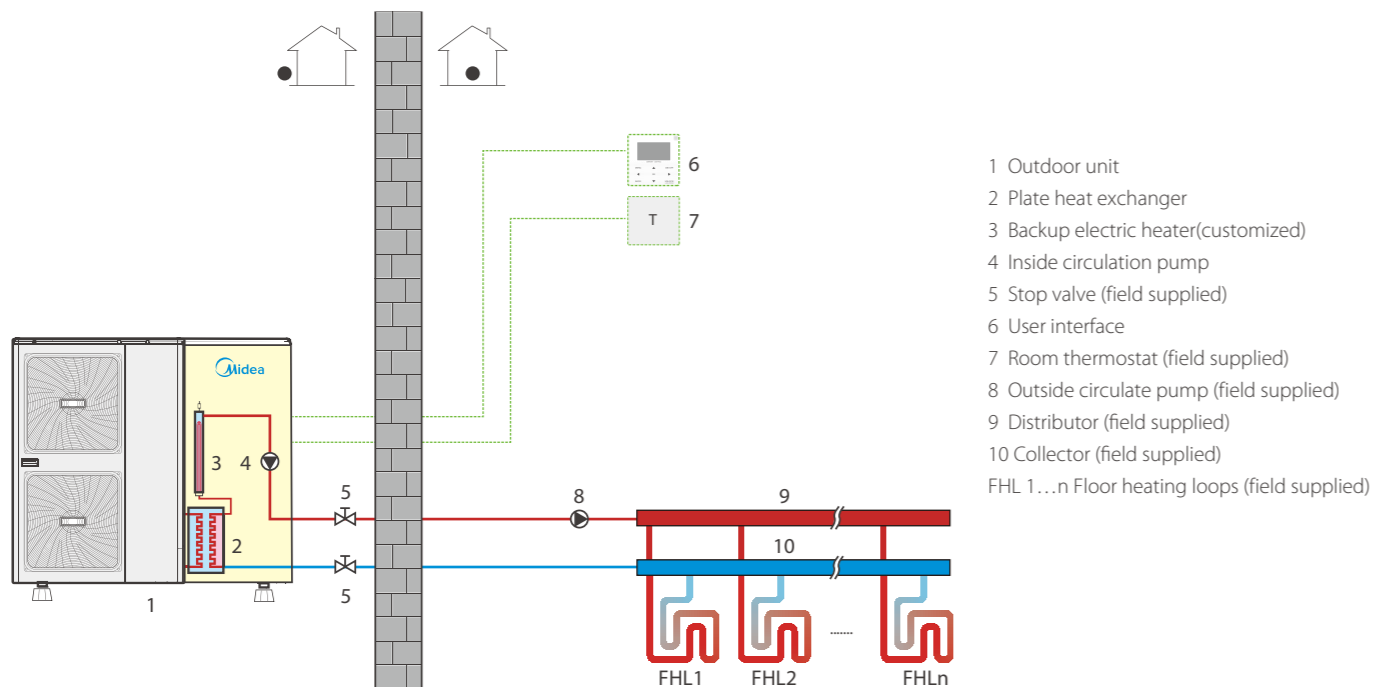 6
T
7
Midea
3
4
5
8
9
2
10
5
1
.......
FHL1
FHL2
FHLn
1 Outdoor unit
2 Plate heat exchanger
3 Backup electric heater(customized)
4 Inside circulation pump
5 Stop valve (field supplied)
6 User interface
7 Room thermostat (field supplied)
8 Outside circulate pump (field supplied)
9 Distributor (field supplied)
10 Collector (field supplied)
FHL 1…n Floor heating loops (field supplied)